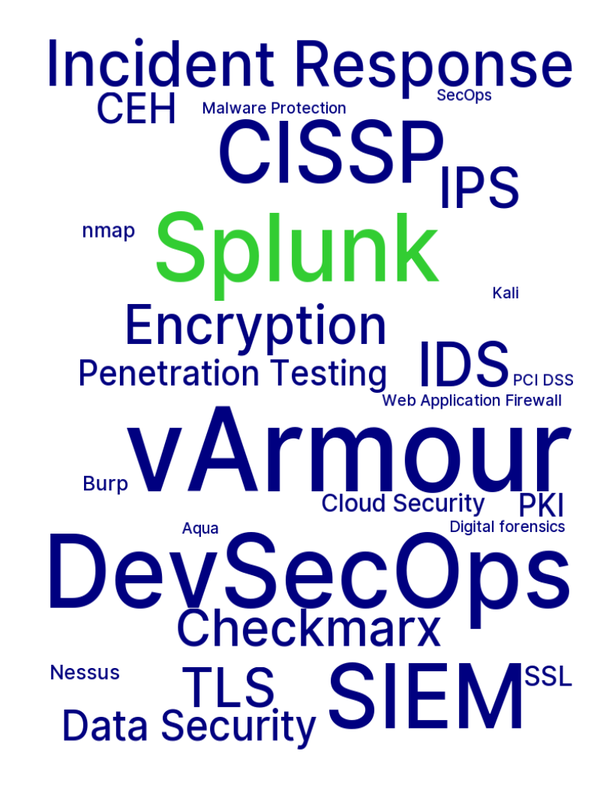 Incident Response
SecOps
CEH
Malware Protection
CISSP
IPS
nmap
Splunk
Kali
Encryption
IDS
Penetration Testing
PCI DSS
Web Application Firewall
vArmour
Burp
Cloud Security
PKI
Aqua
Digital forensics
DevSecOps
Checkmarx
Nessus
TLS
SIEM
SSL
Data Security